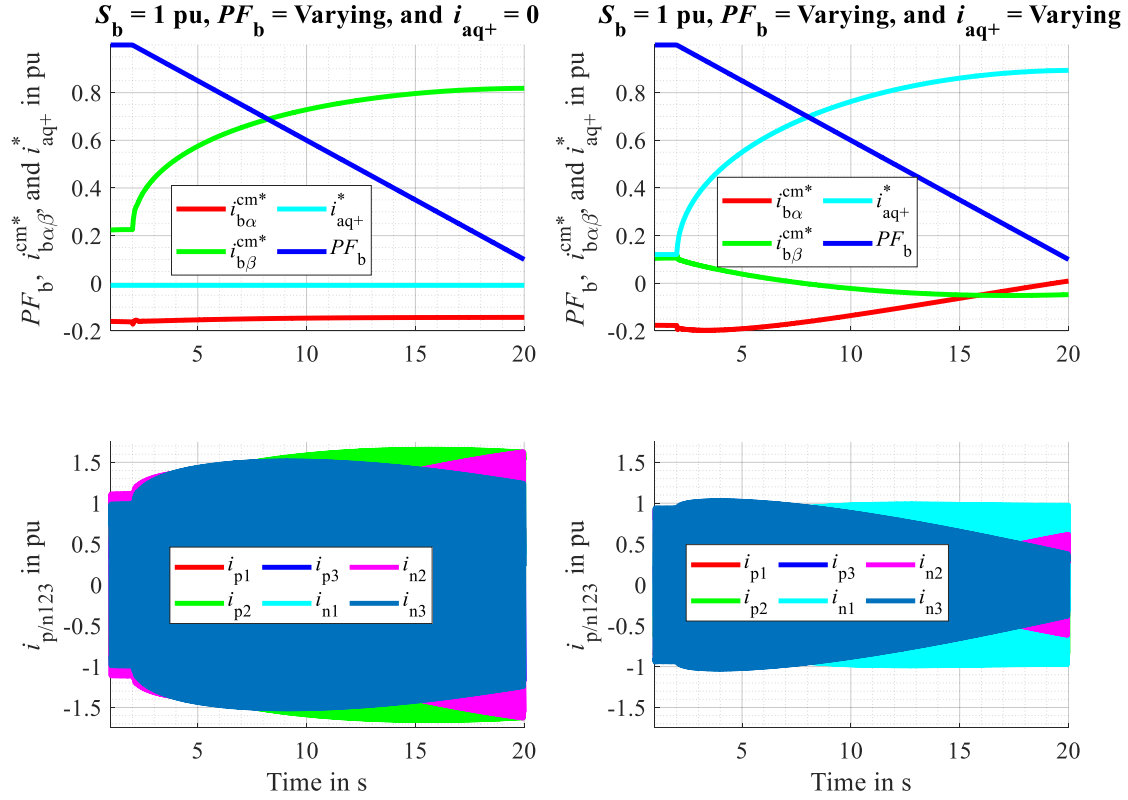 S_b = 1 pu, PF_b = Varying, and i_aq+ = 0
PF_b, i_bαβ^cm*, and i_aq+^* in pu
0.8
0.6
0.4
0.2
0
-0.2
i_bα^cm* i_aq+^*
i_bβ^cm* PF_b
5 10 15 20
S_b = 1 pu, PF_b = Varying, and i_aq+ = Varying
PF_b, i_bαβ^cm*, and i_aq+^* in pu
0.8
0.6
0.4
0.2
0
-0.2
i_bα^cm* i_aq+^*
i_bβ^cm* PF_b
5 10 15 20
i_p/n123 in pu
1.5
1
0.5
0
-0.5
-1
-1.5
i_p1 i_p3 i_n2
i_p2 i_n1 i_n3
5 10 15 20
Time in s
i_p/n123 in pu
1.5
1
0.5
0
-0.5
-1
-1.5
i_p1 i_p3 i_n2
i_p2 i_n1 i_n3
5 10 15 20
Time in s